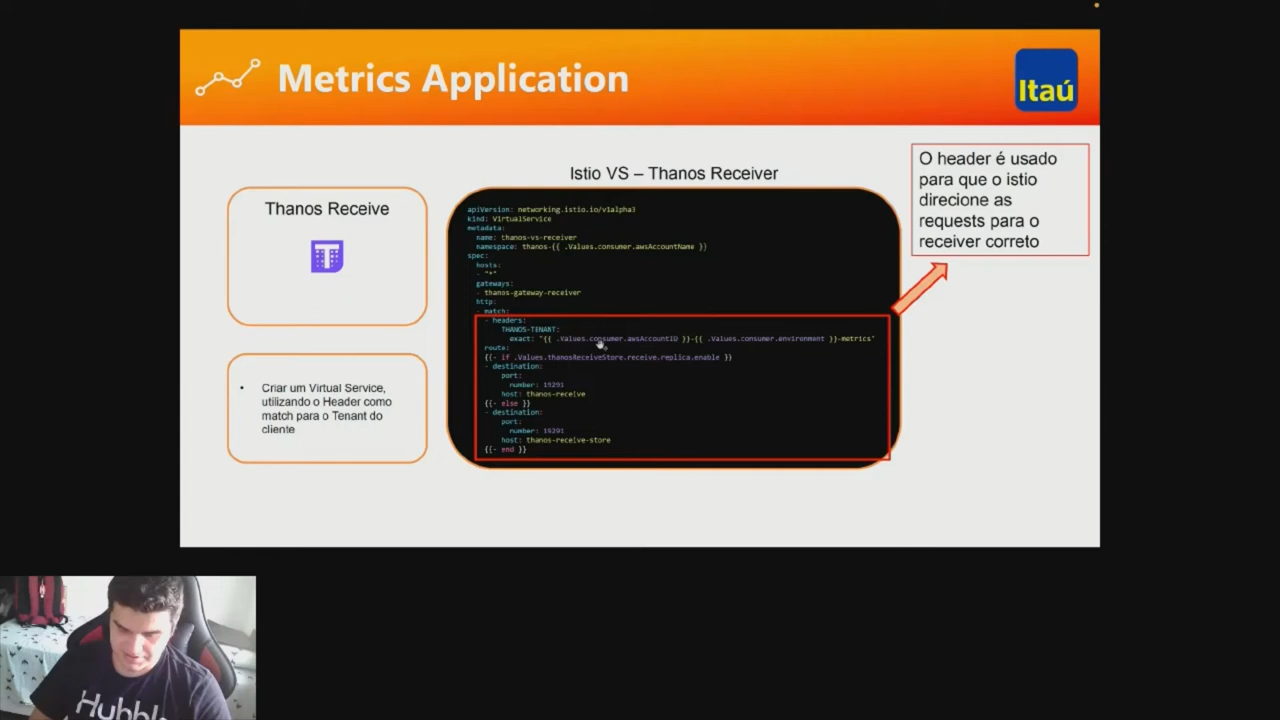 Metrics Application
Itaú
Thanos Receive
• Criar um Virtual Service,
utilizando o Header como
match para o Tenant do
cliente
Istio VS – Thanos Receiver
apiVersion: networking.istio.io/v1alpha3
kind: VirtualService
metadata:
name: thanos-vs-receiver
namespace: thanos-{{ .Values.consumer.awsAccountName }}
spec:
hosts:
- "*"
gateways:
- thanos-gateway-receiver
http:
- match:
- headers:
THANOS-TENANT:
exact: "{{ .Values.consumer.awsAccountID }}-{{ .Values.consumer.environment }}-metrics"
route:
{{- if .Values.thanosReceiveStore.receive.replica.enable }}
- destination:
port:
number: 19291
host: thanos-receive
{{- else }}
- destination:
port:
number: 19291
host: thanos-receive-store
{{- end }}
O header é usado
para que o istio
direcione as
requests para o
receiver correto